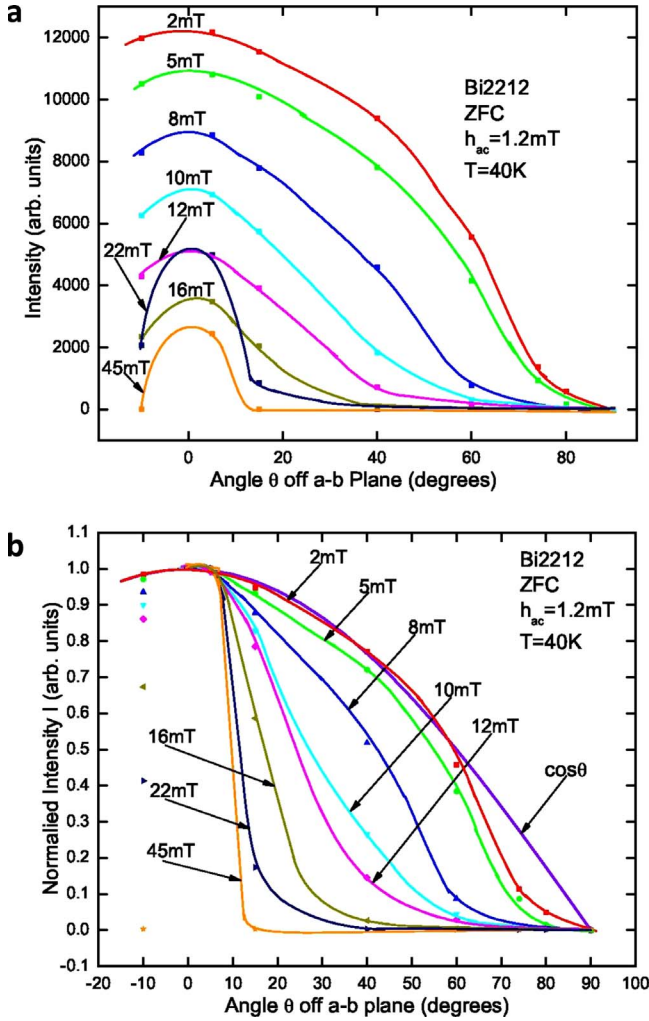 a
12000
10000
8000
6000
4000
2000
0
Intensity (arb. units)
2mT
5mT
8mT
10mT
12mT
22mT
16mT
45mT
Bi2212
ZFC
hac=1.2mT
T=40K
0 20 40 60 80
Angle θ off a-b Plane (degrees)
b
1.1
1.0
0.9
0.8
0.7
0.6
0.5
0.4
0.3
0.2
0.1
0.0
-0.1
Normalied Intensity I (arb. units)
2mT
5mT
8mT
10mT
12mT
16mT
22mT
45mT
cosθ
Bi2212
ZFC
hac=1.2mT
T=40K
-20 -10 0 10 20 30 40 50 60 70 80 90 100
Angle θ off a-b plane (degrees)